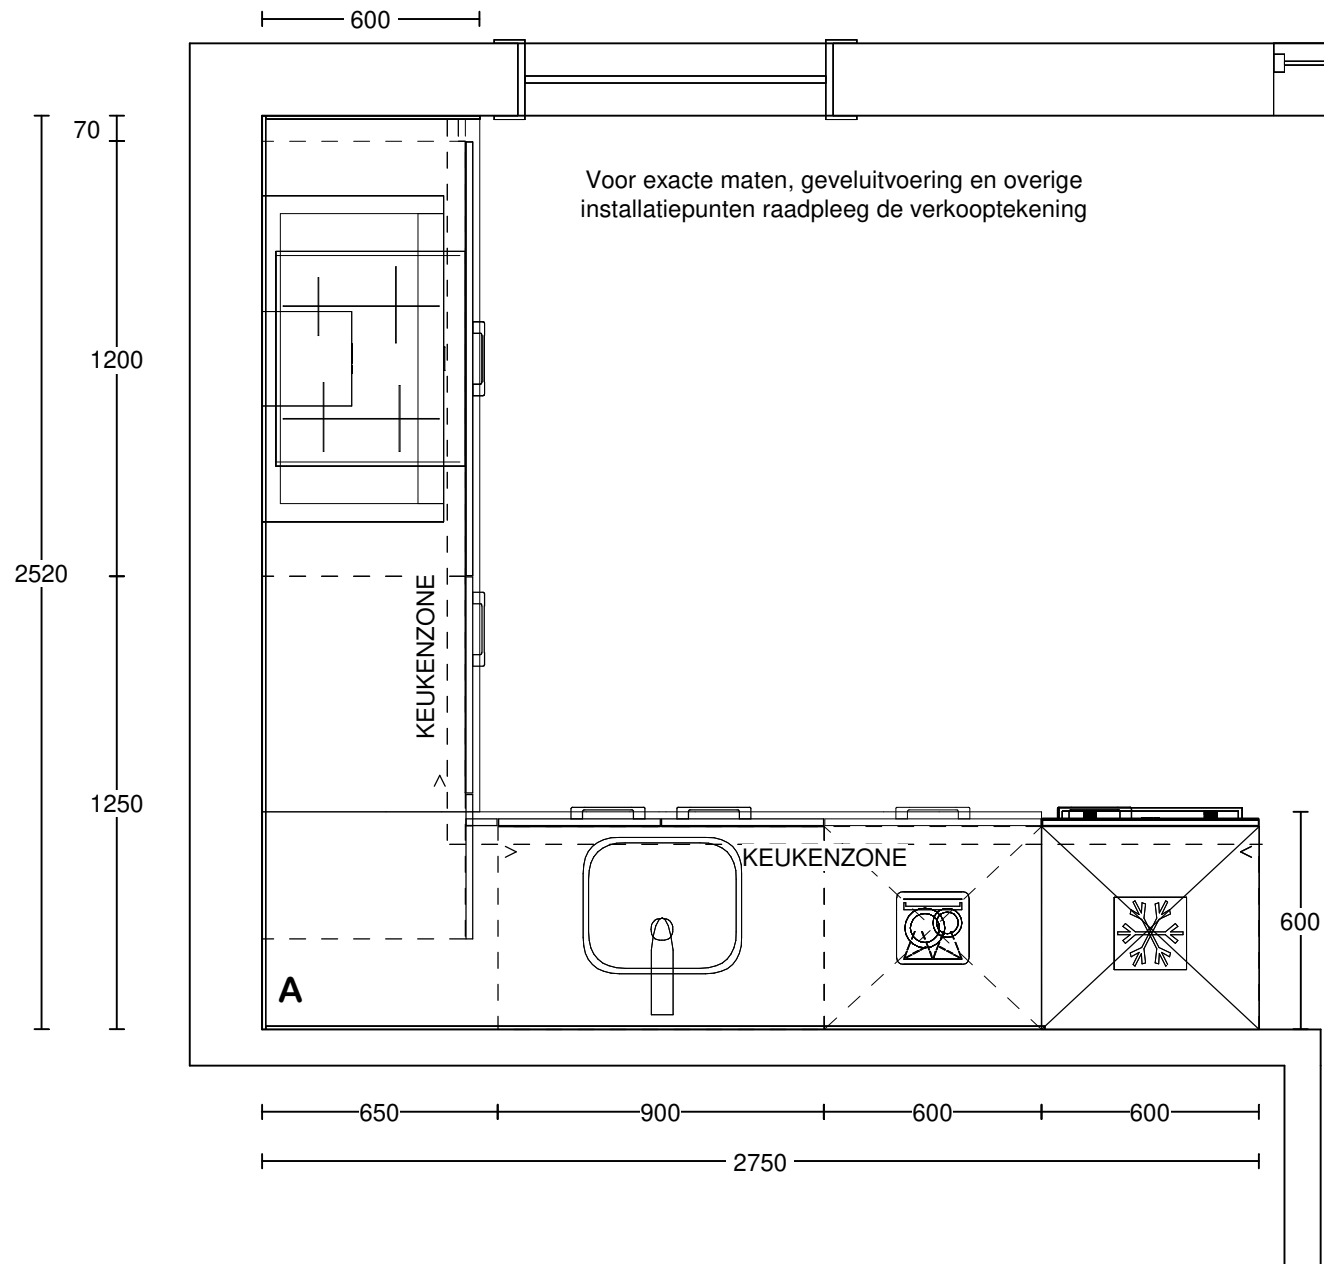 600
70
Voor exacte maten, geveluitvoering en overige
installatiepunten raadpleeg de verkooptekening
1200
2520
KEUKENZONE
1250
KEUKENZONE
600
A
650
900
600
600
2750